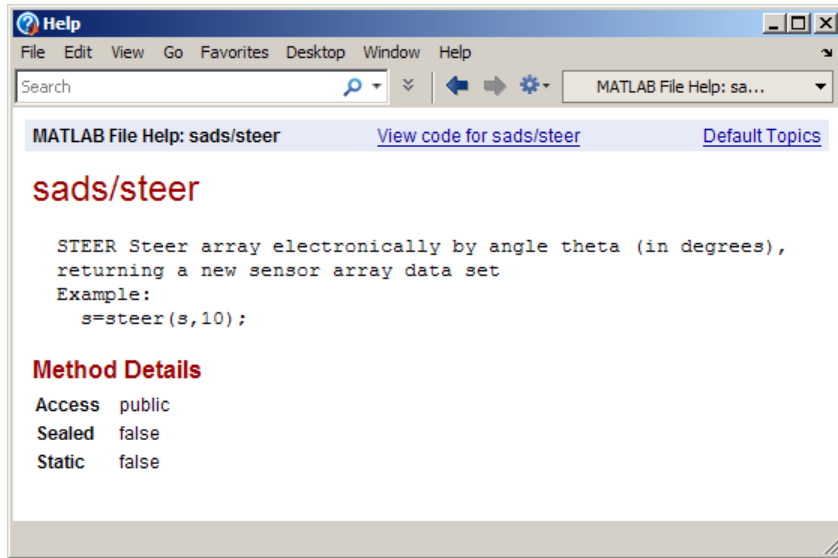 Help
File Edit View Go Favorites Desktop Window Help
Search MATLAB File Help: sa...
MATLAB File Help: sads/steer View code for sads/steer Default Topics
sads/steer
STEER Steer array electronically by angle theta (in degrees),
returning a new sensor array data set
Example:
s=steer(s,10);
Method Details
Access public
Sealed false
Static false